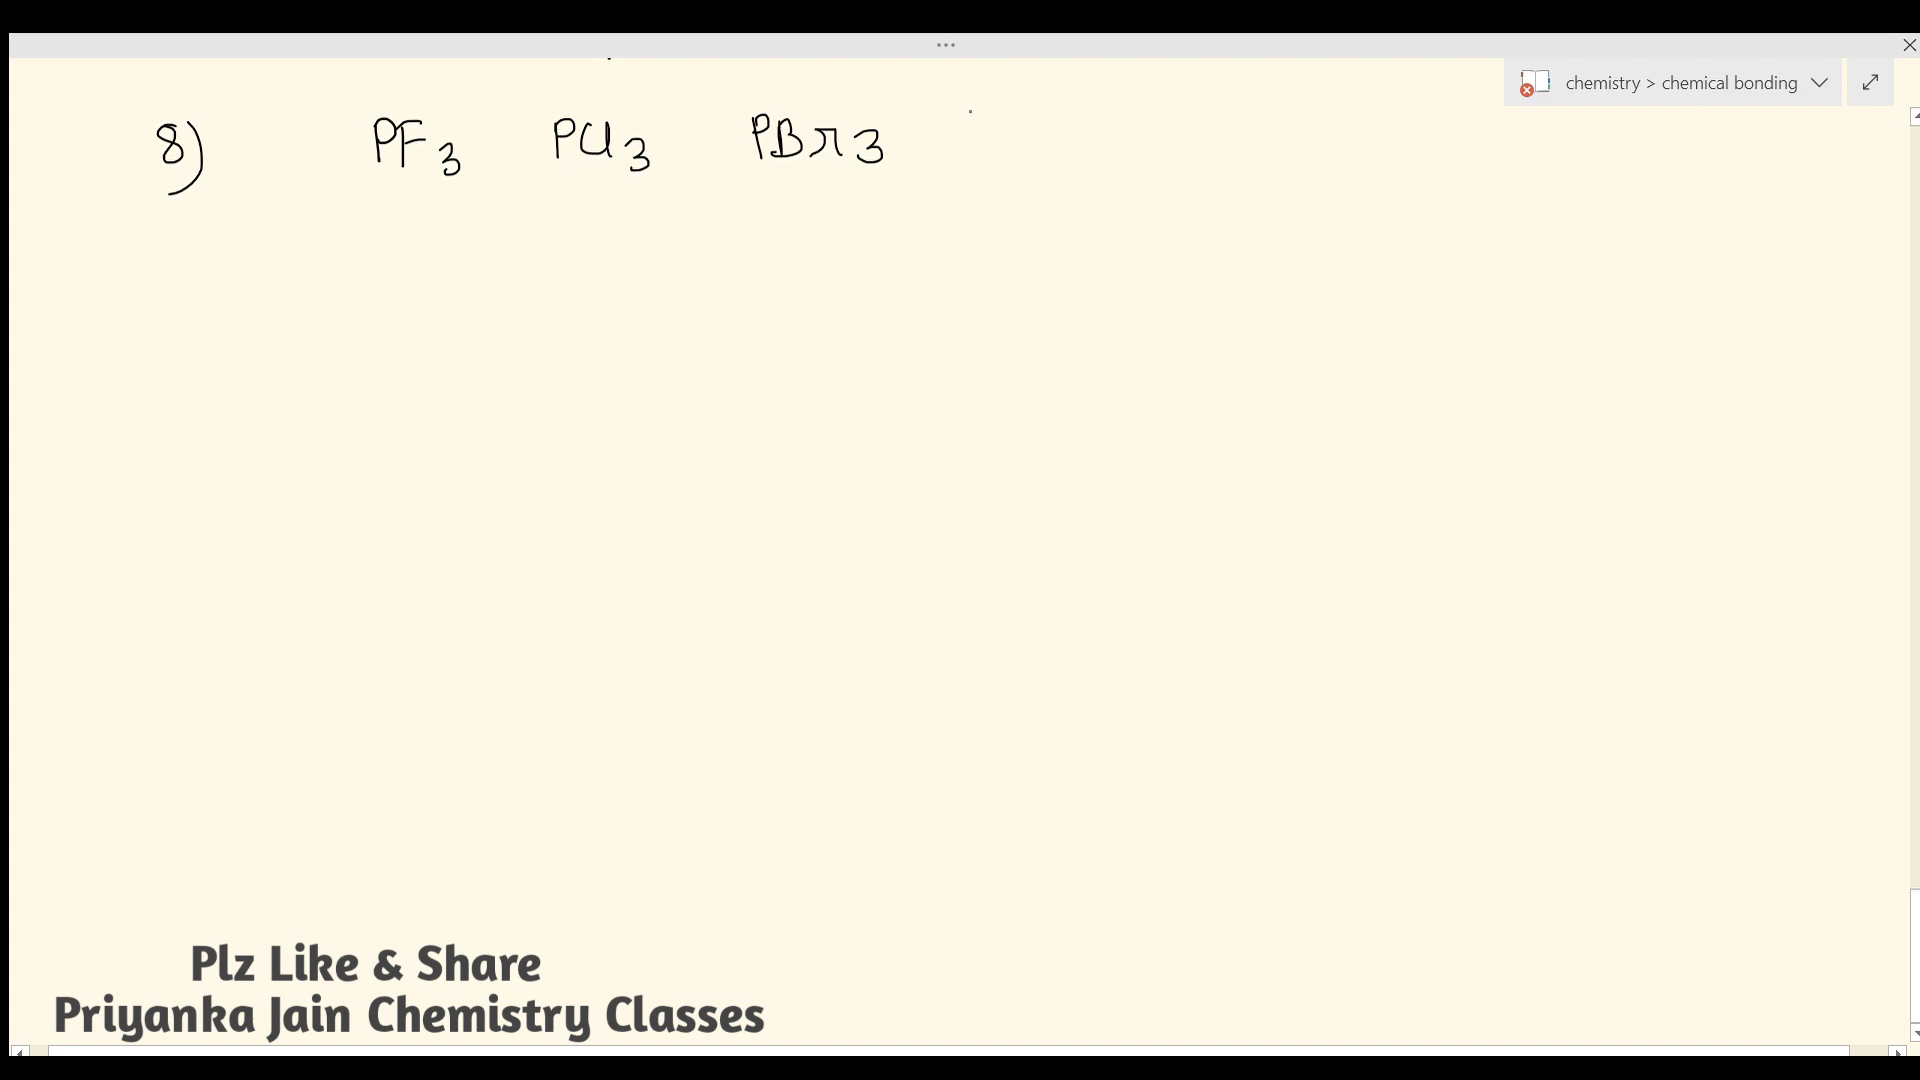 chemistry > chemical bonding
8) PF3 PCl3 PBr3
Plz Like & Share
Priyanka Jain Chemistry Classes